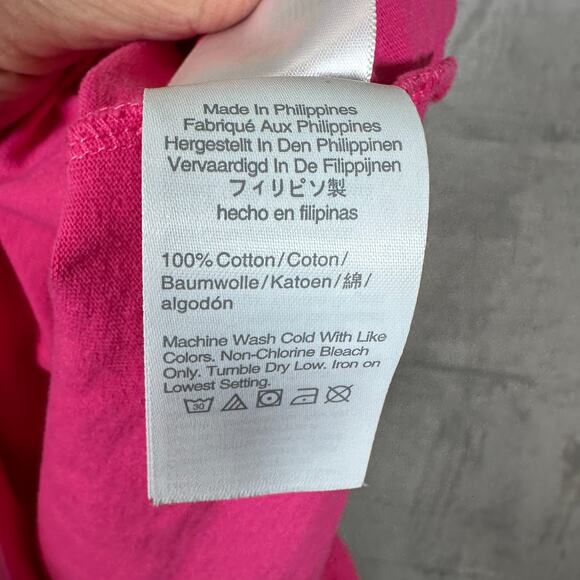 Made In Philippines
Fabriqué Aux Philippines
Hergestellt In Den Philippinen
Vervaardigd In De Filippijnen
フィリピソ製
hecho en filipinas
100% Cotton/Coton/
Baumwolle/Katoen/綿/
algodón
Machine Wash Cold With Like
Colors. Non-Chlorine Bleach
Only. Tumble Dry Low. Iron on
Lowest Setting.
30